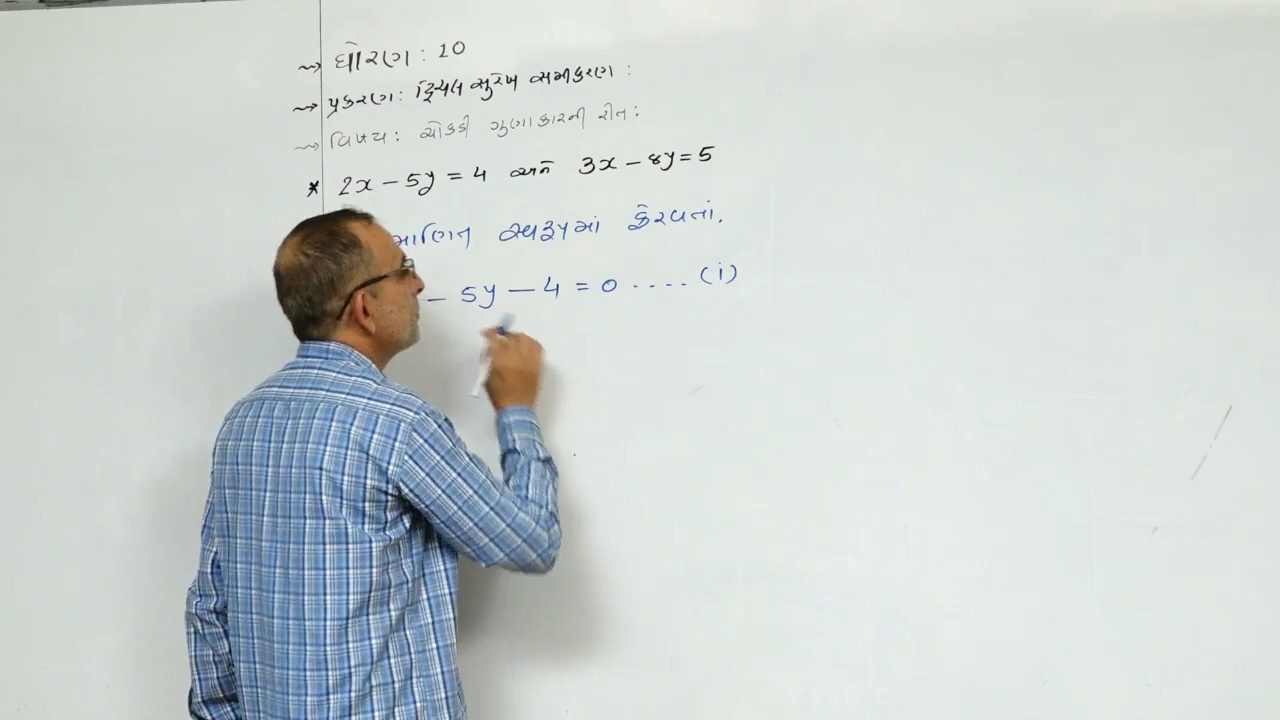 → ધોરણ : 10
→ પ્રકરણ : દ્વિચલ સુરેખ સમીકરણ :
→ વિષય : ચોકડી ગુણાકારની રીત :
* 2x - 5y = 4 અને 3x - 8y = 5
સ્વરૂપમાં ફેરવતાં.
- 5y - 4 = 0 .... (i)